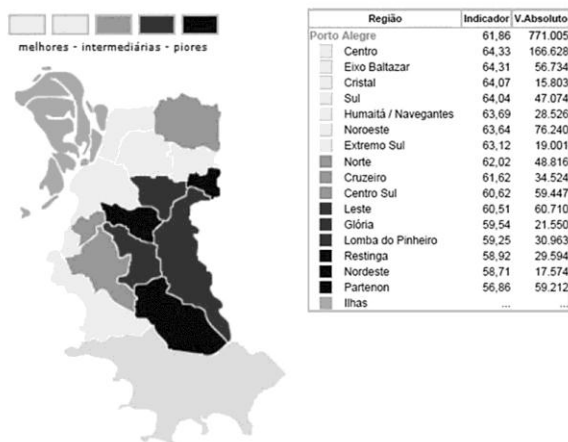 melhores - intermediárias - piores
Região Indicador V.Absoluto
Porto Alegre 61,86 771.005
Centro 64,33 166.628
Eixo Baltazar 64,31 56.734
Cristal 64,07 15.803
Sul 64,04 47.074
Humaitá / Navegantes 63,69 28.526
Noroeste 63,64 76.240
Extremo Sul 63,12 19.001
Norte 62,02 48.816
Cruzeiro 61,62 34.524
Centro Sul 60,62 59.447
Leste 60,51 60.710
Glória 59,54 21.550
Lomba do Pinheiro 59,25 30.963
Restinga 58,92 29.594
Nordeste 58,71 17.574
Partenon 56,86 59.212
Ilhas ... ...